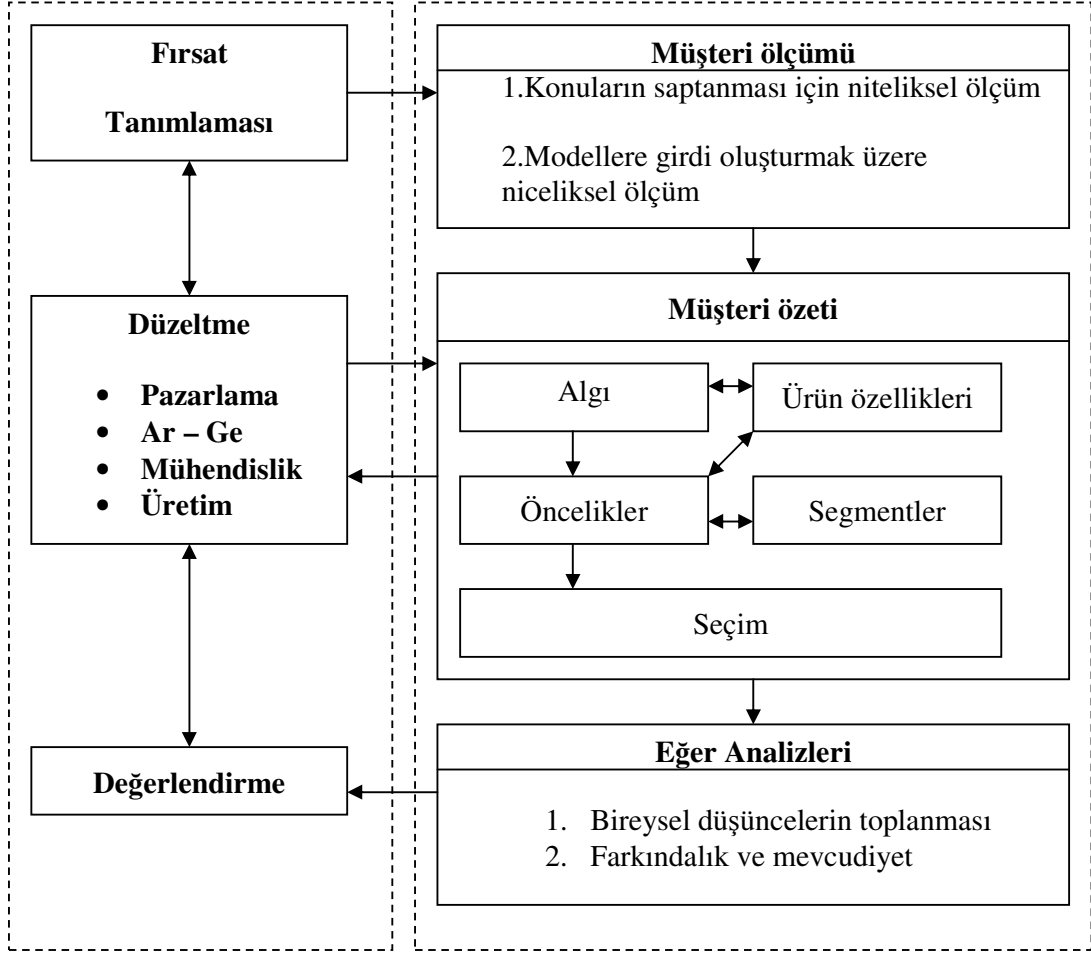 Fırsat
Tanımlaması
Düzeltme
• Pazarlama
• Ar – Ge
• Mühendislik
• Üretim
Değerlendirme
Müşteri ölçümü
1.Konuların saptanması için niteliksel ölçüm
2.Modellere girdi oluşturmak üzere
niceliksel ölçüm
Müşteri özeti
Algı
Ürün özellikleri
Öncelikler
Segmentler
Seçim
Eğer Analizleri
1. Bireysel düşüncelerin toplanması
2. Farkındalık ve mevcudiyet